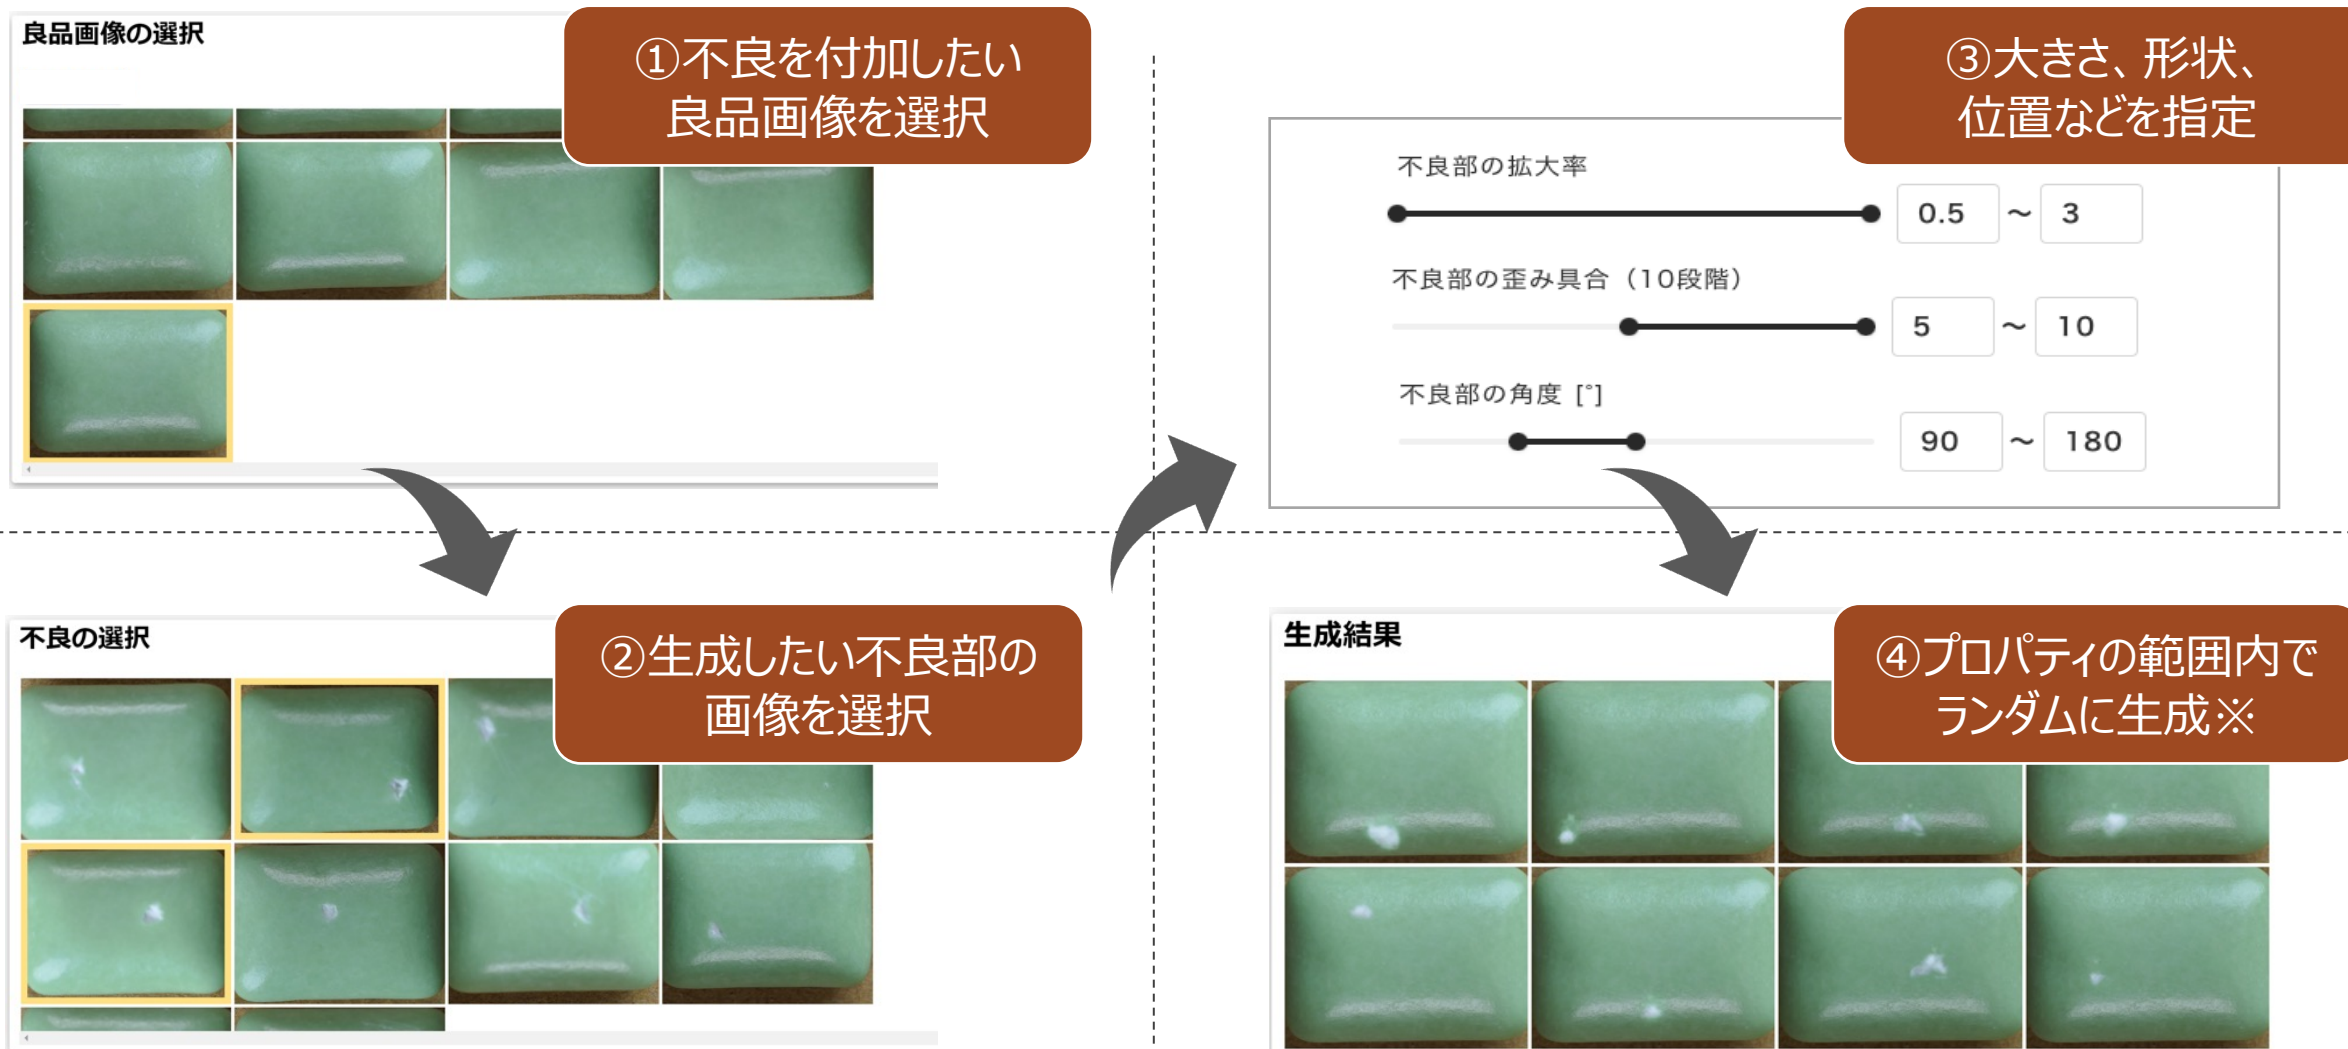 良品画像の選択
①不良を付加したい
良品画像を選択
不良の選択
②生成したい不良部の
画像を選択
③大きさ、形状、
位置などを指定
不良部の拡大率
0.5 ～ 3
不良部の歪み具合（10段階）
5 ～ 10
不良部の角度 [°]
90 ～ 180
生成結果
④プロパティの範囲内で
ランダムに生成※